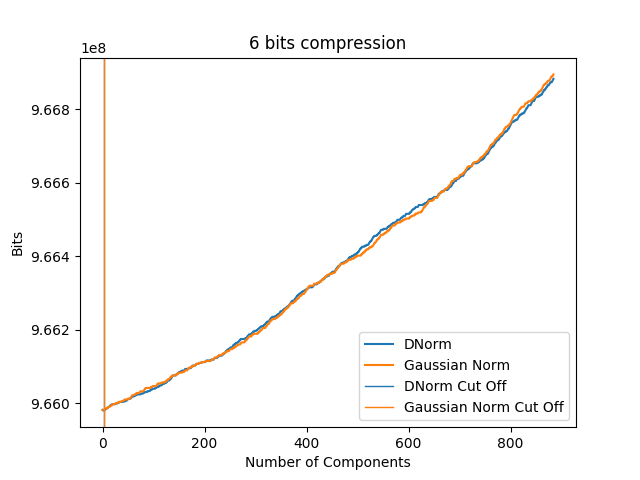 6 bits compression
1e8
9.668
9.666
9.664
9.662
9.660
Bits
DNorm
Gaussian Norm
DNorm Cut Off
Gaussian Norm Cut Off
0 200 400 600 800
Number of Components